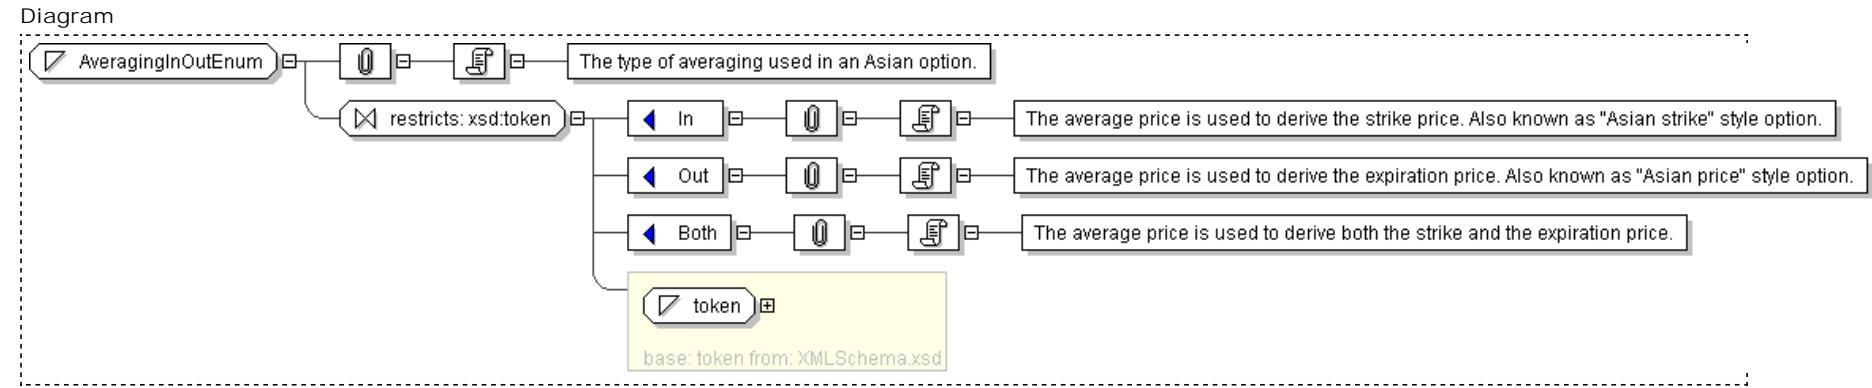 Diagram
AveragingInOutEnum
The type of averaging used in an Asian option.
restricts: xsd:token
In
The average price is used to derive the strike price. Also known as "Asian strike" style option.
Out
The average price is used to derive the expiration price. Also known as "Asian price" style option.
Both
The average price is used to derive both the strike and the expiration price.
token
base: token from: XMLSchema.xsd